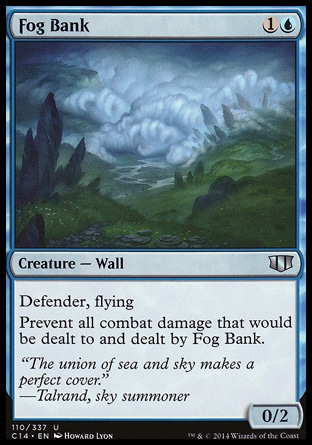 Fog Bank 1
Creature — Wall
Defender, flying
Prevent all combat damage that would
be dealt to and dealt by Fog Bank.
“The union of sea and sky makes a
perfect cover.”
—Talrand, sky summoner
0/2
110/337 U
C14 • EN Howard Lyon ™ & © 2014 Wizards of the Coast